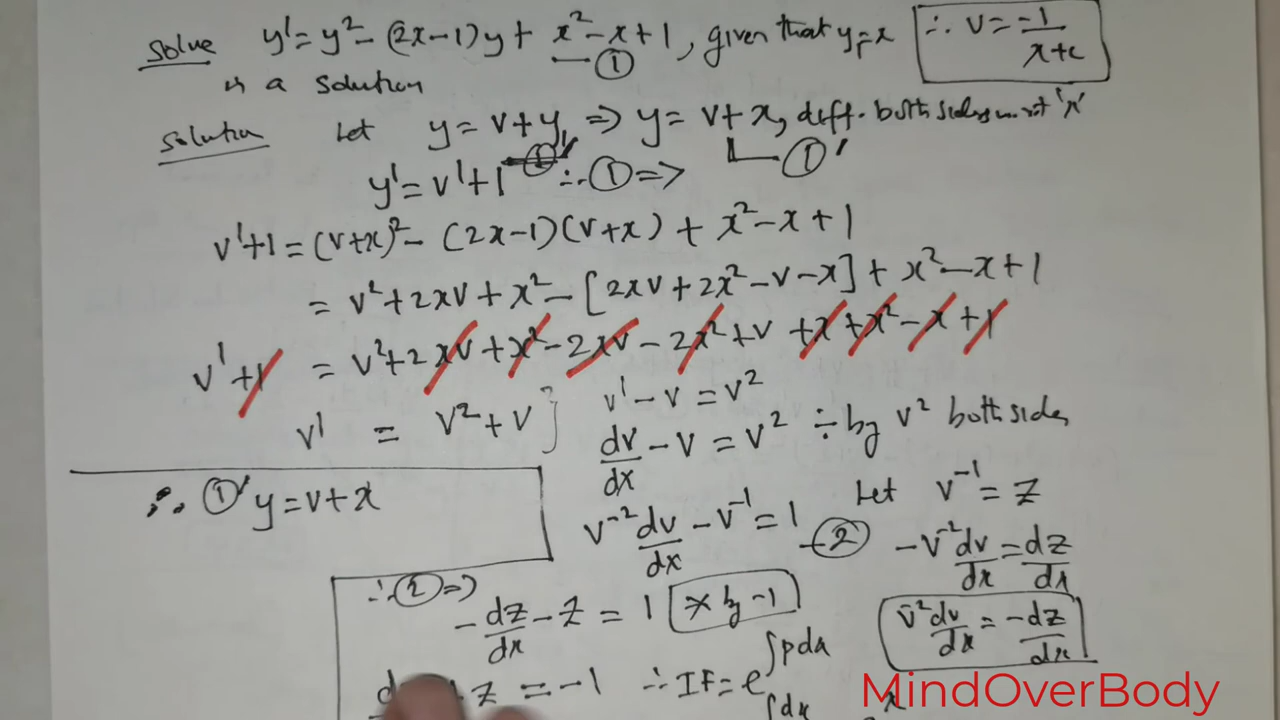 Solve y' = y² - (2x-1)y + x² - x + 1, given that y₁ = x ∴ v = -1/(x+c)
①
is a solution
solution Let y = v + y₁ ⇒ y = v + x, diff. both sides w.r.t 'x'
①'
y' = v' + 1 ∴ ① ⇒
v' + 1 = (v+x)² - (2x-1)(v+x) + x² - x + 1
= v² + 2xv + x² - [2xv + 2x² - v - x] + x² - x + 1
v' + 1 = v² + 2xv + x² - 2xv - 2x² + v + x + x² - x + 1
v' = v² + v } v' - v = v²
dv/dx - v = v² ÷ by v² both sides
∴ ①' y = v + x
Let v⁻¹ = z
v⁻² dv/dx - v⁻¹ = 1 - ②
-v⁻² dv/dx = dz/dx
∴ ② ⇒
-dz/dx - z = 1 × by -1
v⁻² dv/dx = -dz/dx
+ z = -1 ∴ IF = e^∫pdx
∫dx
MindOverBody